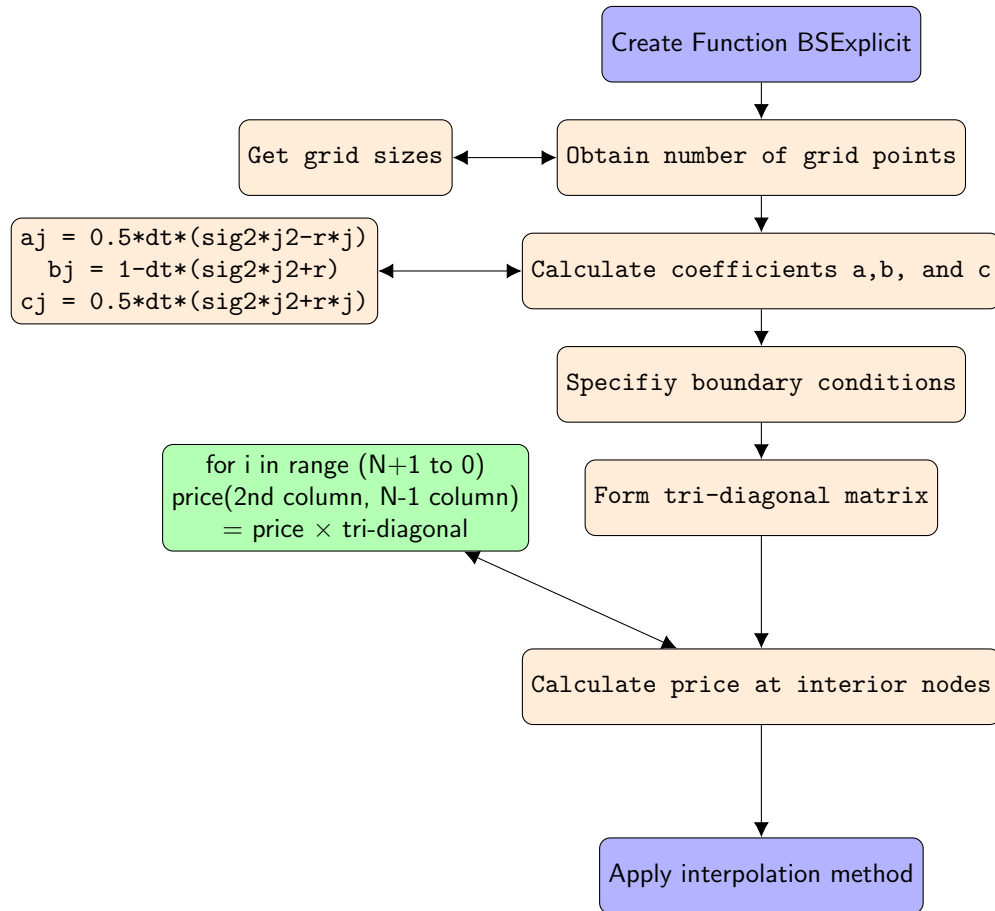 Create Function BSExplicit
Get grid sizes
Obtain number of grid points
aj = 0.5*dt*(sig2*j2-r*j)
bj = 1-dt*(sig2*j2+r)
cj = 0.5*dt*(sig2*j2+r*j)
Calculate coefficients a,b, and c
Specifiy boundary conditions
for i in range (N+1 to 0)
price(2nd column, N-1 column)
= price × tri-diagonal
Form tri-diagonal matrix
Calculate price at interior nodes
Apply interpolation method